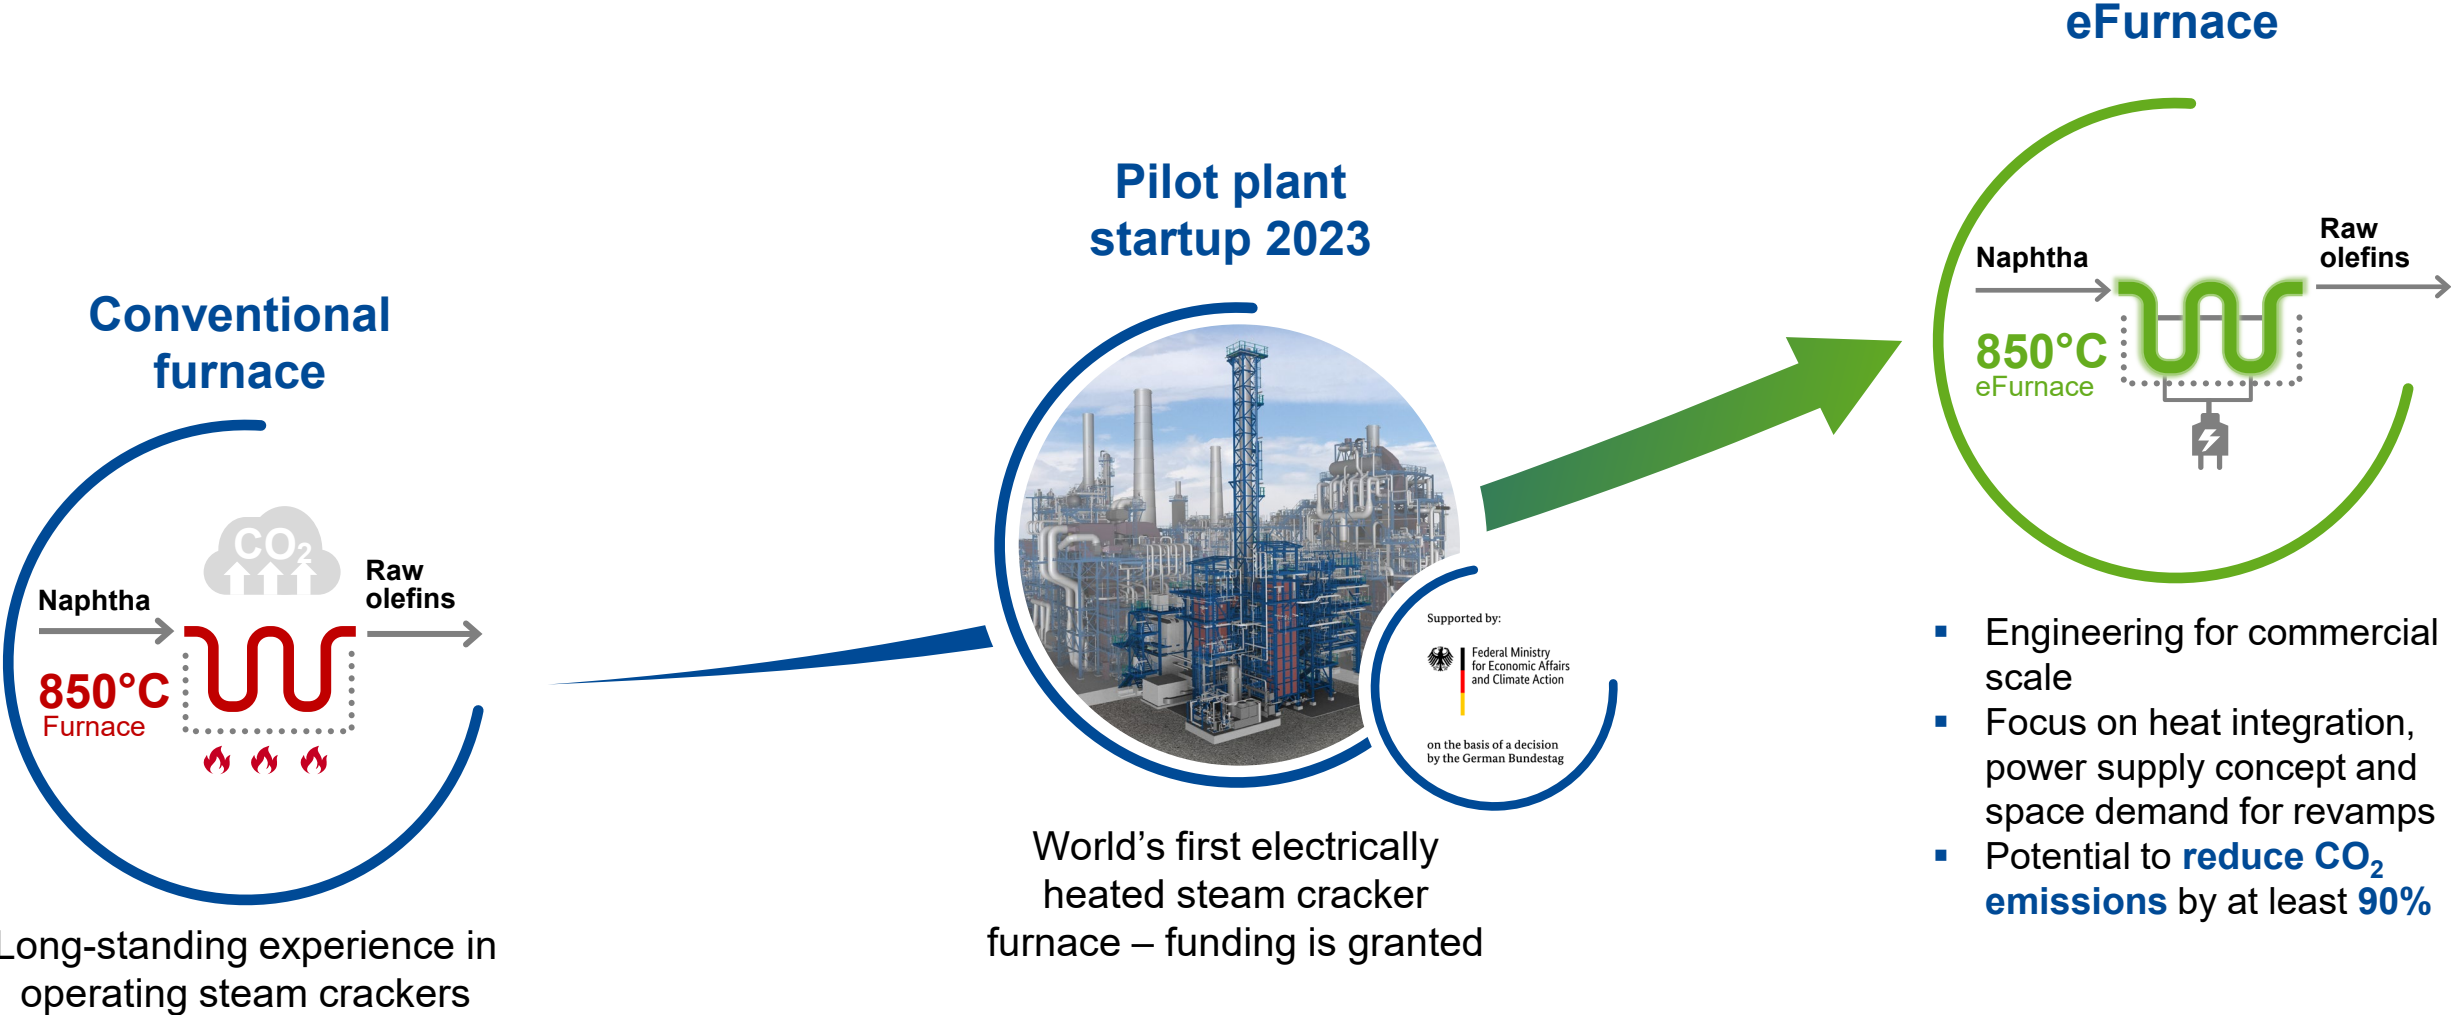 Conventional
furnace
CO2
Naphtha
Raw
olefins
850°C
Furnace
Long-standing experience in
operating steam crackers
Pilot plant
startup 2023
Supported by:
Federal Ministry
for Economic Affairs
and Climate Action
on the basis of a decision
by the German Bundestag
World’s first electrically
heated steam cracker
furnace – funding is granted
eFurnace
Naphtha
Raw
olefins
850°C
eFurnace
▪ Engineering for commercial
scale
▪ Focus on heat integration,
power supply concept and
space demand for revamps
▪ Potential to reduce CO2
emissions by at least 90%